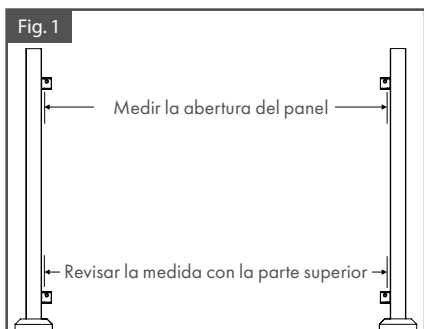 Fig. 1
Medir la abertura del panel
Revisar la medida con la parte superior